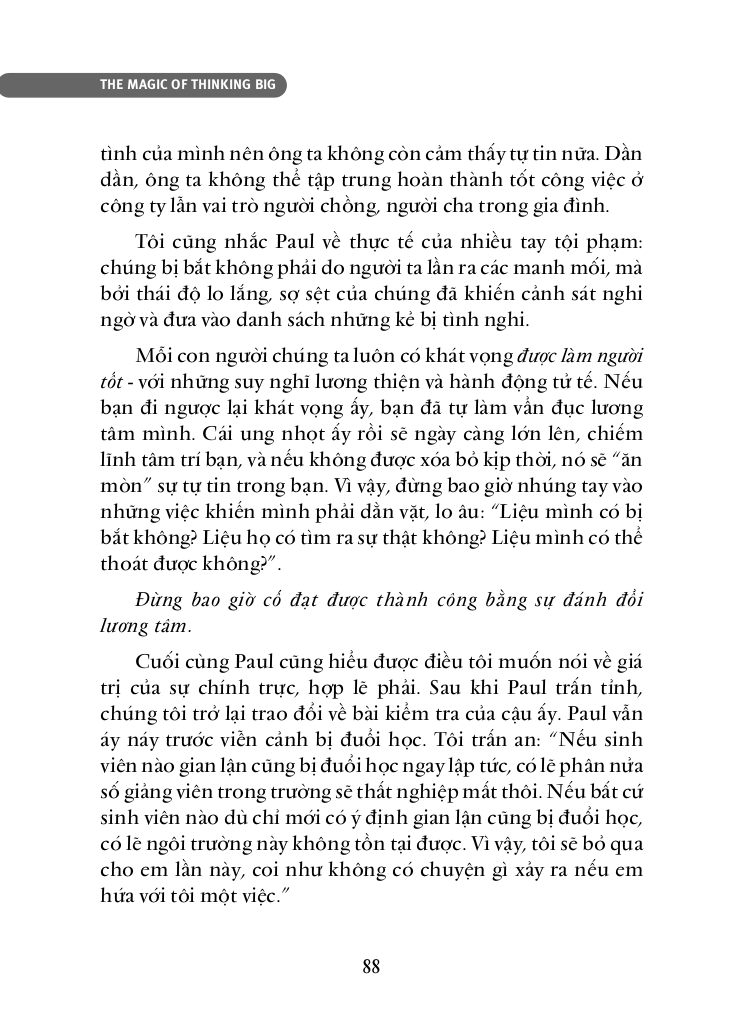 THE MAGIC OF THINKING BIG
tình của mình nên ông ta không còn cảm thấy tự tin nữa. Dần
dần, ông ta không thể tập trung hoàn thành tốt công việc ở
công ty lẫn vai trò người chồng, người cha trong gia đình.
Tôi cũng nhắc Paul về thực tế của nhiều tay tội phạm:
chúng bị bắt không phải do người ta lần ra các manh mối, mà
bởi thái độ lo lắng, sợ sệt của chúng đã khiến cảnh sát nghi
ngờ và đưa vào danh sách những kẻ bị tình nghi.
Mỗi con người chúng ta luôn có khát vọng được làm người
tốt - với những suy nghĩ lương thiện và hành động tử tế. Nếu
bạn đi ngược lại khát vọng ấy, bạn đã tự làm vẩn đục lương
tâm mình. Cái ung nhọt ấy rồi sẽ ngày càng lớn lên, chiếm
lĩnh tâm trí bạn, và nếu không được xóa bỏ kịp thời, nó sẽ “ăn
mòn” sự tự tin trong bạn. Vì vậy, đừng bao giờ nhúng tay vào
những việc khiến mình phải dằn vặt, lo âu: “Liệu mình có bị
bắt không? Liệu họ có tìm ra sự thật không? Liệu mình có thể
thoát được không?”.
Đừng bao giờ cố đạt được thành công bằng sự đánh đổi
lương tâm.
Cuối cùng Paul cũng hiểu được điều tôi muốn nói về giá
trị của sự chính trực, hợp lẽ phải. Sau khi Paul trấn tỉnh,
chúng tôi trở lại trao đổi về bài kiểm tra của cậu ấy. Paul vẫn
áy náy trước viễn cảnh bị đuổi học. Tôi trấn an: “Nếu sinh
viên nào gian lận cũng bị đuổi học ngay lập tức, có lẽ phân nửa
số giảng viên trong trường sẽ thất nghiệp mất thôi. Nếu bất cứ
sinh viên nào dù chỉ mới có ý định gian lận cũng bị đuổi học,
có lẽ ngôi trường này không tồn tại được. Vì vậy, tôi sẽ bỏ qua
cho em lần này, coi như không có chuyện gì xảy ra nếu em
hứa với tôi một việc.”
88